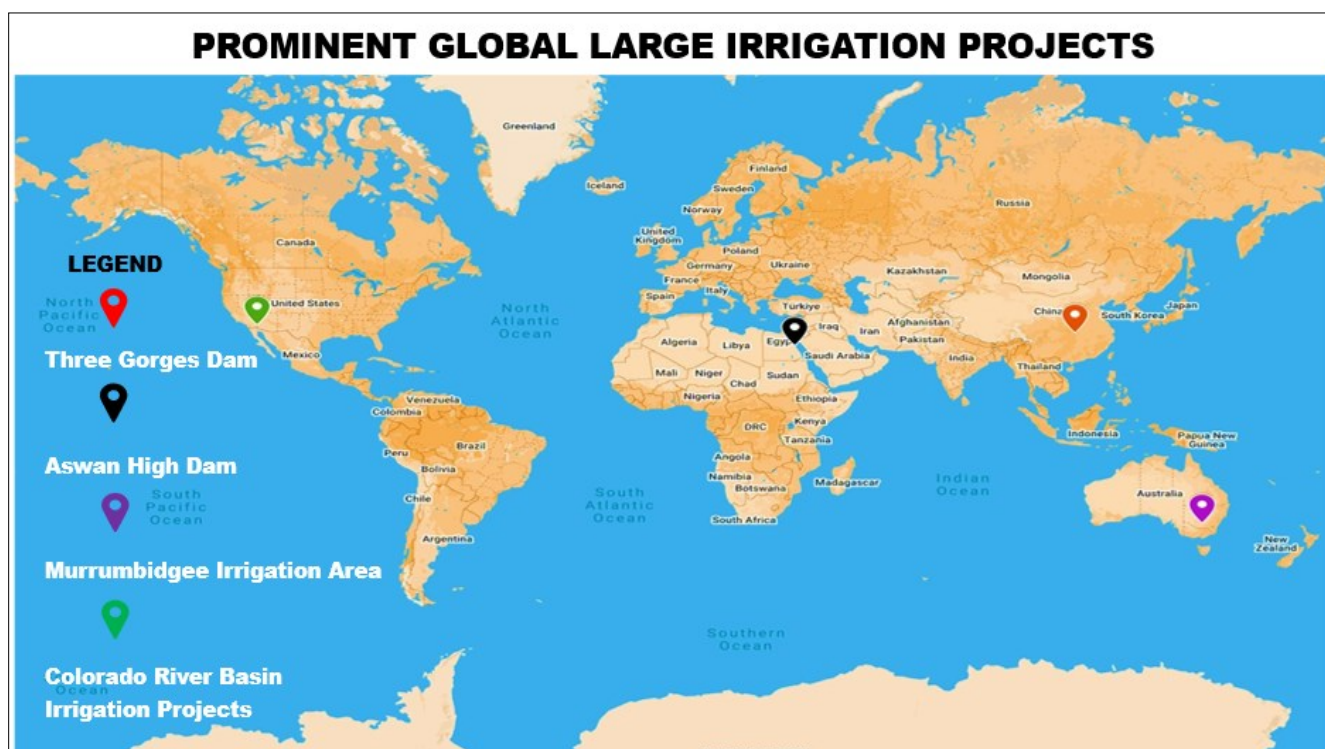 PROMINENT GLOBAL LARGE IRRIGATION PROJECTS
Greenland
Iceland
Finland
Sweden
Norway
Russia
United
Kingdom
Canada
Poland
Germany
Ukraine
France
Kazakhstan
Mongolia
LEGEND
North
Pacific
Ocean
United States
North
Atlantic
Ocean
Spain
Italy
Türkiye
China
Japan
South Korea
Iraq
Iran
Afghanistan
Pakistan
Mexico
Algeria
Libya
Egypt
Saudi Arabia
India
Three Gorges Dam
Mali
Niger
Chad
Sudan
Thailand
Nigeria
Ethiopia
Venezuela
Colombia
DRC
Kenya
Tanzania
Indonesia
Papua New
Guinea
Peru
Brazil
Bolivia
Angola
Namibia
Botswana
Madagascar
Aswan High Dam
South
Pacific
Ocean
Chile
South
Atlantic
Ocean
South Africa
Indian
Ocean
Australia
Argentina
New
Zealand
Murrumbidgee Irrigation Area
Southern
Ocean
Colorado River Basin
Ocean
Irrigation Projects